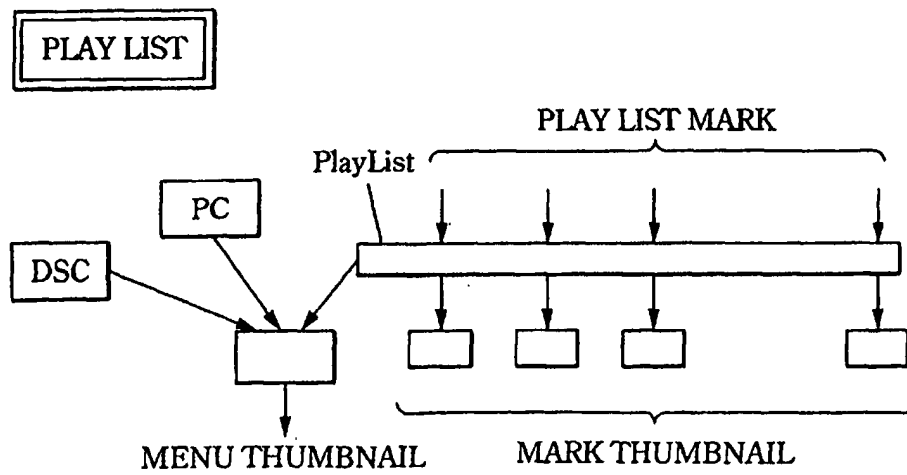 PLAY LIST
PLAY LIST MARK
PlayList
PC
DSC
MENU THUMBNAIL
MARK THUMBNAIL